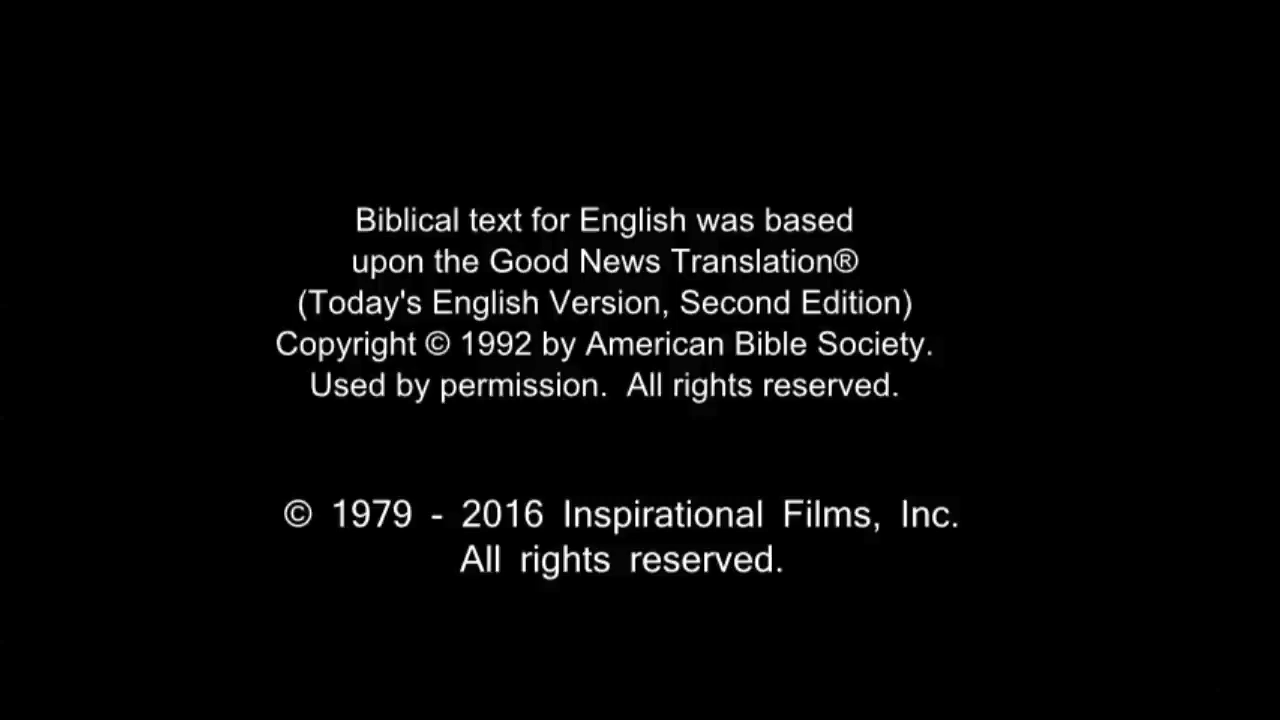 Biblical text for English was based
upon the Good News Translation®
(Today's English Version, Second Edition)
Copyright © 1992 by American Bible Society.
Used by permission.  All rights reserved.
© 1979 - 2016 Inspirational Films, Inc.
All rights reserved.